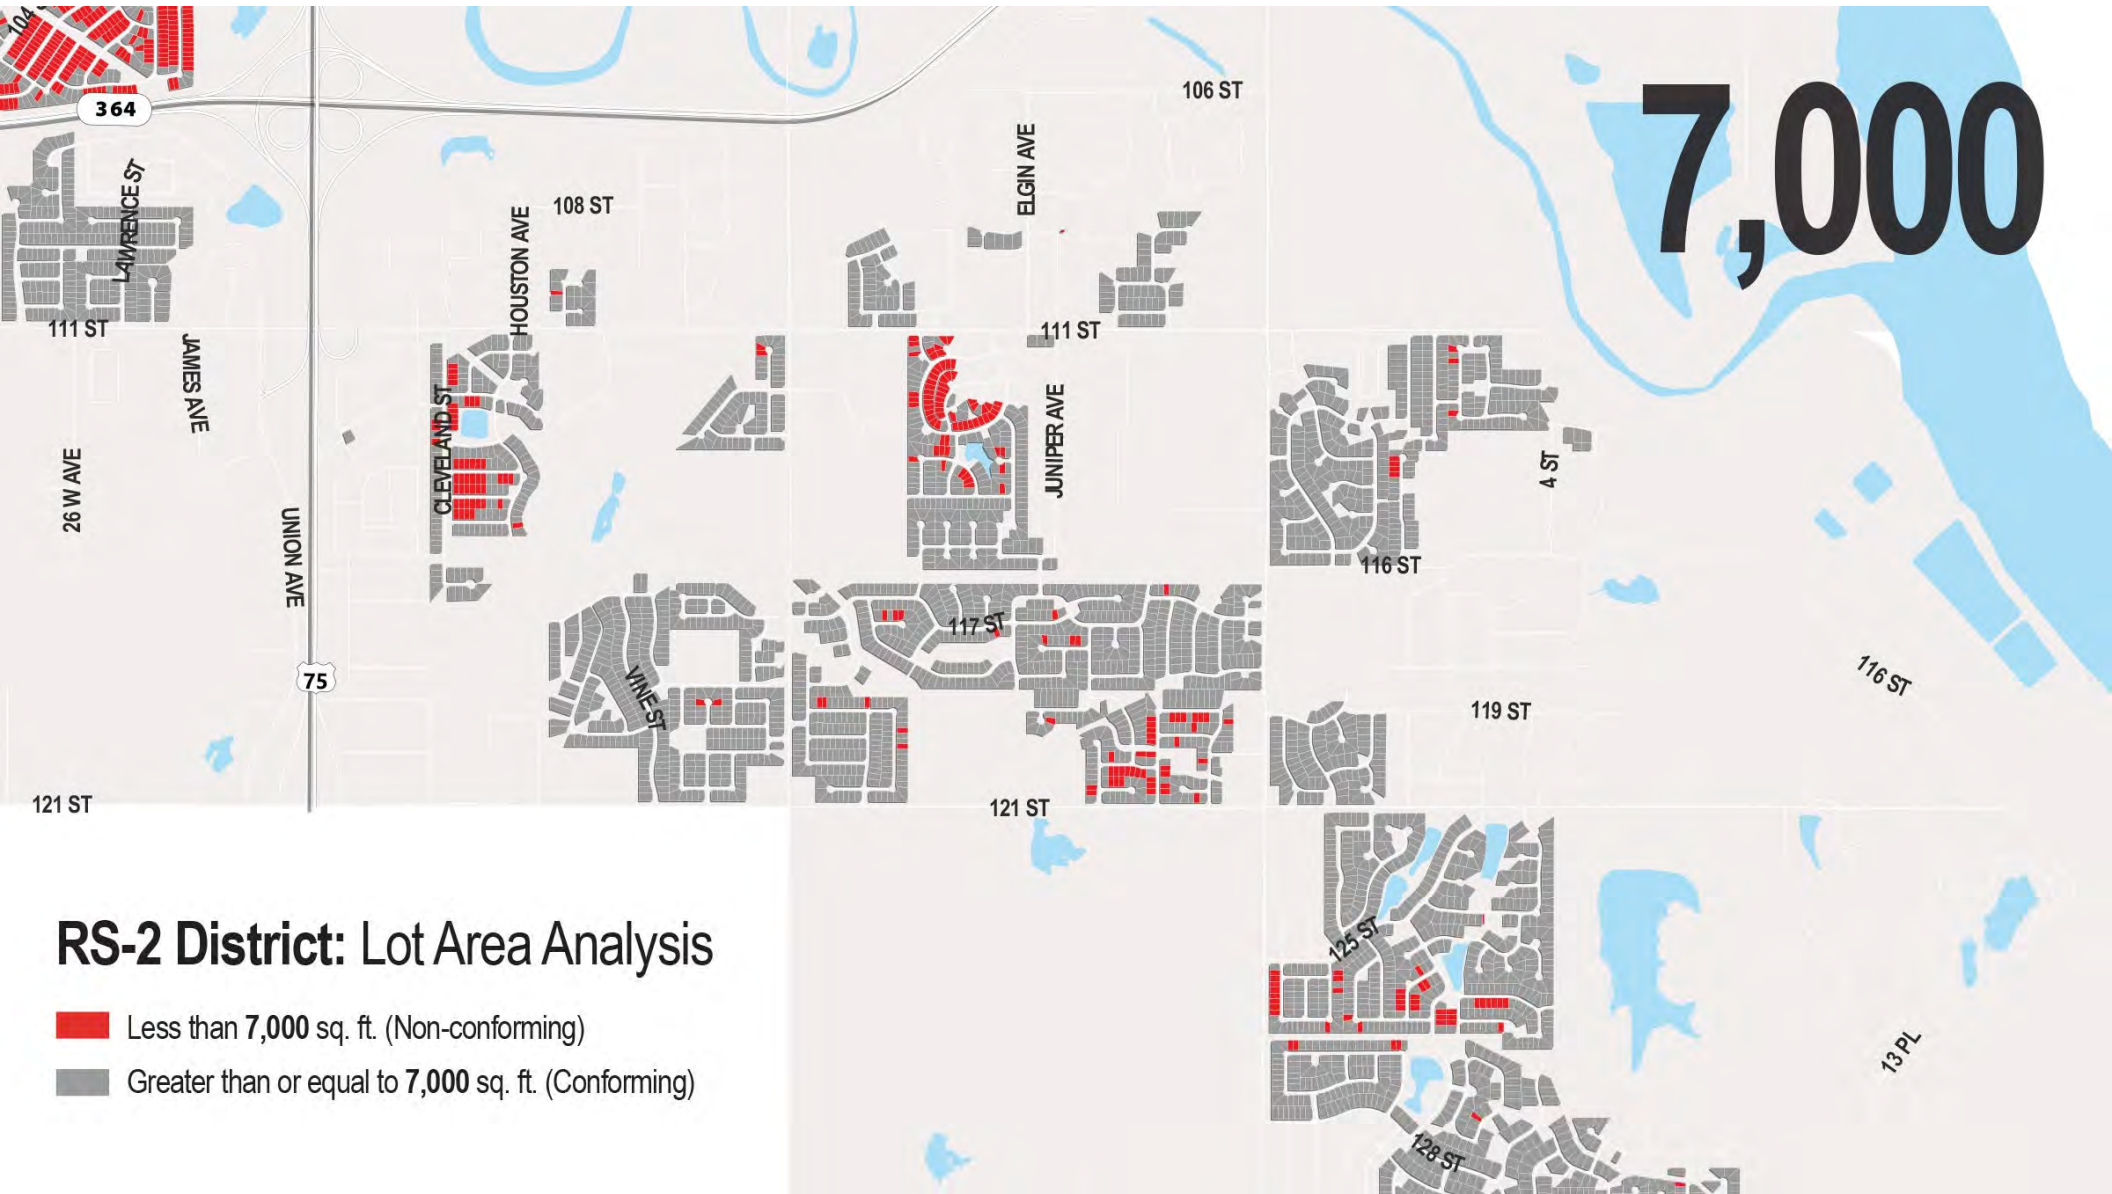 104
364
106 ST
7,000
LAWRENCE ST
ELGIN AVE
108 ST
HOUSTON AVE
111 ST
111 ST
JAMES AVE
CLEVELAND ST
JUNIPER AVE
26 W AVE
4 ST
UNION AVE
116 ST
117 ST
75
VINE ST
116 ST
119 ST
121 ST
121 ST
RS-2 District: Lot Area Analysis
125 ST
Less than 7,000 sq. ft. (Non-conforming)
Greater than or equal to 7,000 sq. ft. (Conforming)
13 PL
128 ST